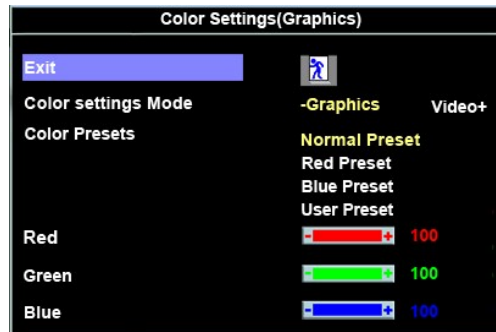 Color Settings(Graphics)
Exit
Color settings Mode -Graphics Video+
Color Presets Normal Preset
Red Preset
Blue Preset
User Preset
Red - + 100
Green - + 100
Blue - + 100